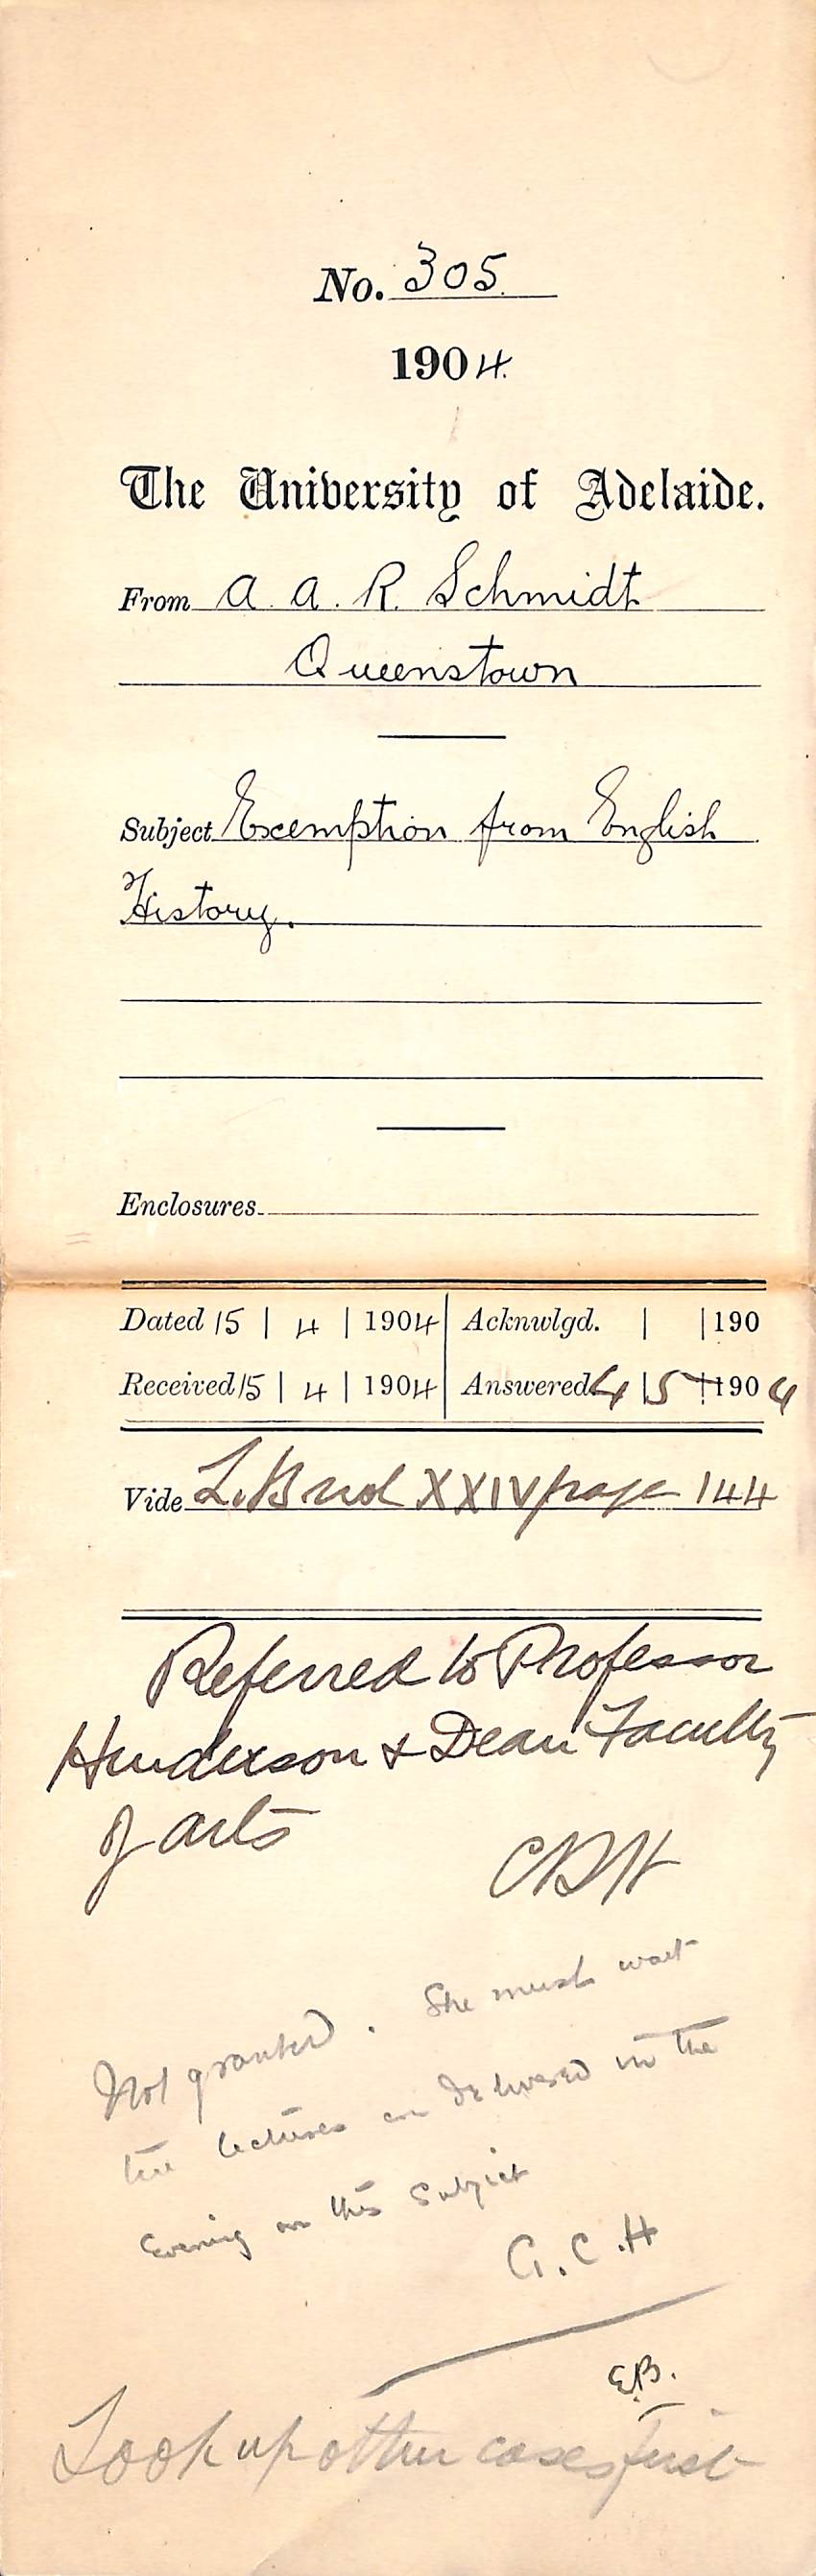 No. 305.
1904.
The University of Adelaide.
From A. A. R. Schmidt
Queenstown
Subject Exemption from English
History.
Enclosures
Dated 15 | 4 | 1904 Acknwlgd. | | 190
Received 15 | 4 | 1904 Answered 4 | 5 | 1904
Vide L. B vol XXIV page 144
Referred to Professor
Henderson & Dean Faculty
of Arts
CRH
Not granted. She must wait
till lectures are delivered in the
Evening on this Subject
G.C.H
E.B.
Look up other cases first